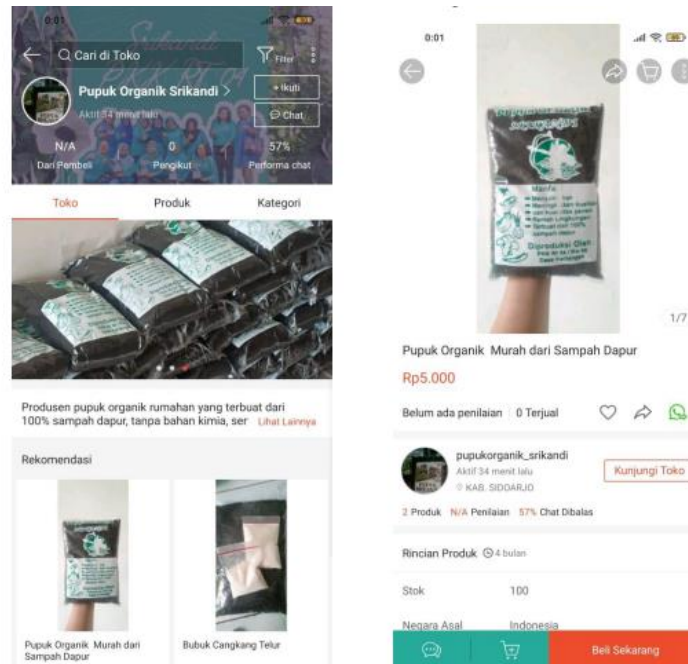 0:01
Cari di Toko
Filter
Pupuk Organik Srikandi >
+ Ikuti
Aktif 34 menit lalu
Chat
N/A
0
57%
Dari Pembeli
Pengikut
Performa chat
Toko
Produk
Kategori
Produsen pupuk organik rumahan yang terbuat dari
100% sampah dapur, tanpa bahan kimia, ser Lihat Lainnya
Rekomendasi
Pupuk Organik Murah dari
Sampah Dapur
Bubuk Cangkang Telur
0:01
Diproduksi Oleh
1/7
Pupuk Organik Murah dari Sampah Dapur
Rp5.000
Belum ada penilaian
0 Terjual
pupukorganik_srikandi
Aktif 34 menit lalu
KAB. SIDOARJO
Kunjungi Toko
2 Produk N/A Penilaian 57% Chat Dibalas
Rincian Produk 4 bulan
Stok 100
Negara Asal Indonesia
Beli Sekarang